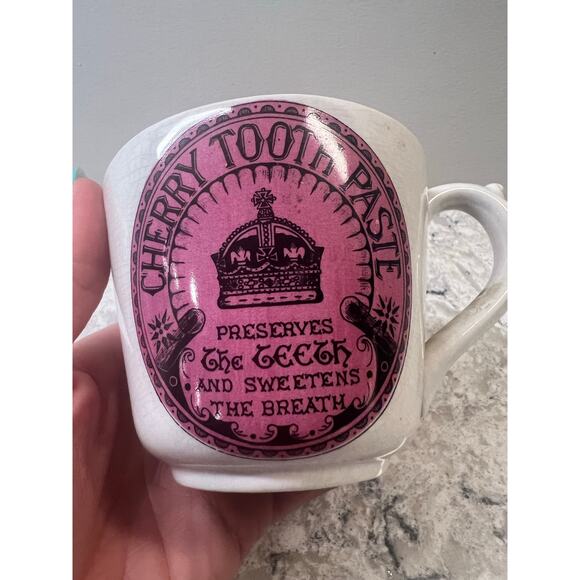 CHERRY TOOTH PASTE
PRESERVES
The TEETH
AND SWEETENS
THE BREATH